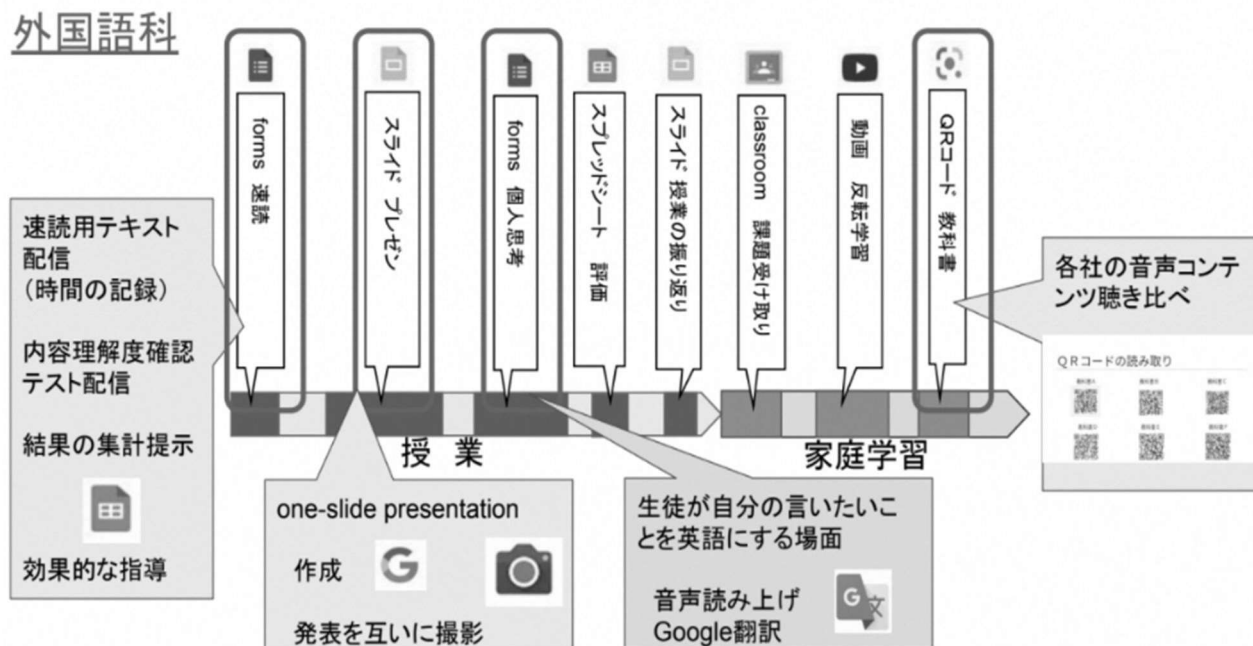 外国語科
forms 速読
スライド プレゼン
forms 個人思考
スプレッドシート 評価
スライド 授業の振り返り
classroom 課題受け取り
動画 反転学習
QRコード 教科書
速読用テキスト
配信
(時間の記録)
内容理解度確認
テスト配信
結果の集計提示
効果的な指導
各社の音声コンテ
ンツ聴き比べ
QRコードの読み取り
授 業
家庭学習
one-slide presentation
作成
G
発表を互いに撮影
生徒が自分の言いたいこ
とを英語にする場面
音声読み上げ
G 文
Google翻訳